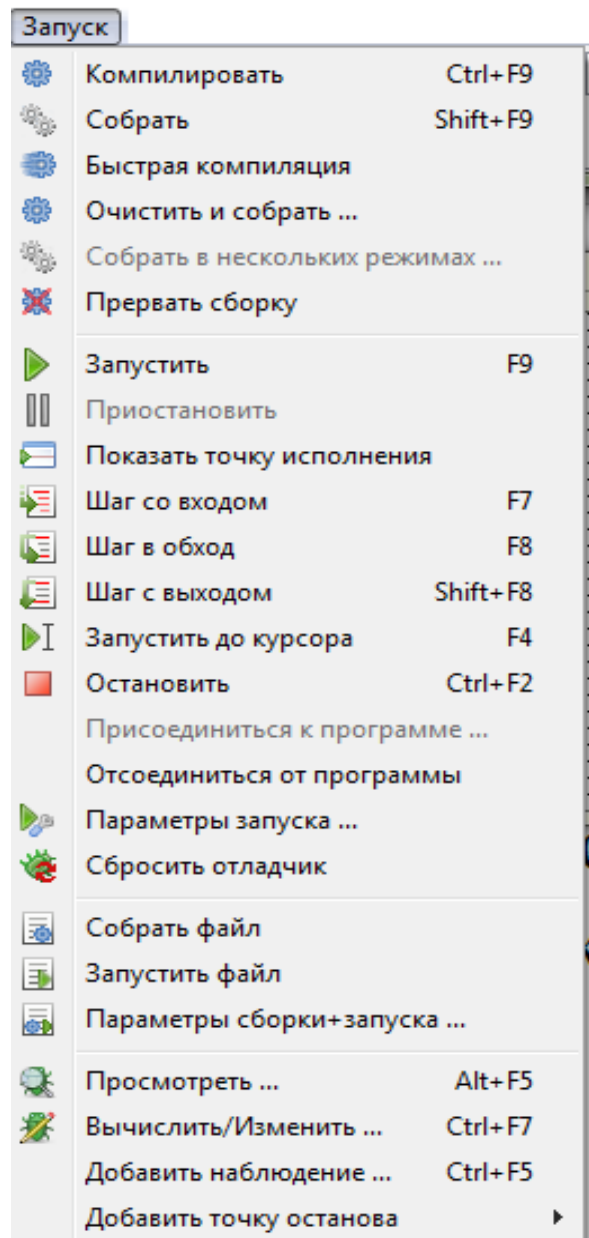 Запуск
Компилировать Ctrl+F9
Собрать Shift+F9
Быстрая компиляция
Очистить и собрать ...
Собрать в нескольких режимах ...
Прервать сборку
Запустить F9
Приостановить
Показать точку исполнения
Шаг со входом F7
Шаг в обход F8
Шаг с выходом Shift+F8
Запустить до курсора F4
Остановить Ctrl+F2
Присоединиться к программе ...
Отсоединиться от программы
Параметры запуска ...
Сбросить отладчик
Собрать файл
Запустить файл
Параметры сборки+запуска ...
Просмотреть ... Alt+F5
Вычислить/Изменить ... Ctrl+F7
Добавить наблюдение ... Ctrl+F5
Добавить точку останова